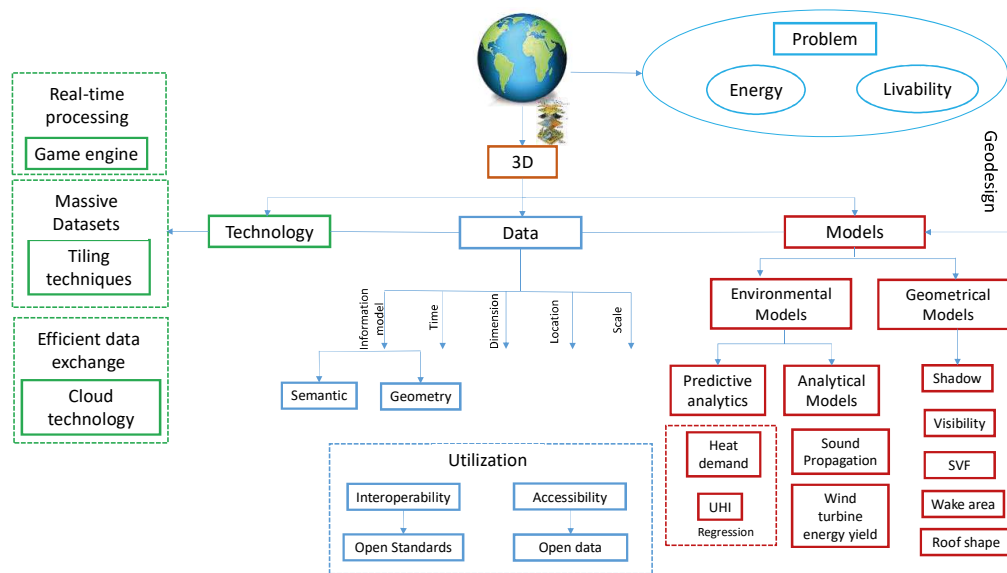 Problem
Energy
Livability
Real-time
processing
Game engine
3D
Geodesign
Massive
Datasets
Tiling
techniques
Technology
Data
Models
Information
model
Time
Dimension
Location
Scale
Environmental
Models
Geometrical
Models
Efficient data
exchange
Cloud
technology
Semantic
Geometry
Predictive
analytics
Analytical
Models
Shadow
Visibility
SVF
Wake area
Roof shape
Heat
demand
UHI
Regression
Sound
Propagation
Wind
turbine
energy yield
Utilization
Interoperability
Accessibility
Open Standards
Open data